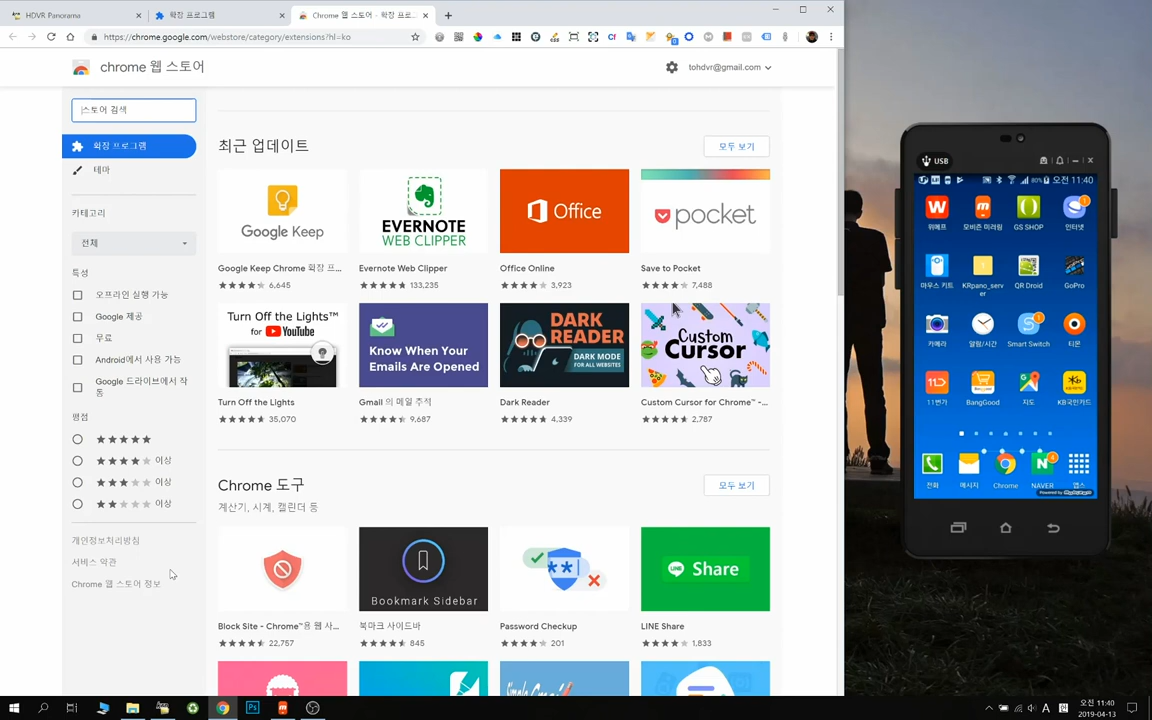 HDVR Panorama
확장 프로그램
Chrome 웹 스토어 - 확장 프로...
https://chrome.google.com/webstore/category/extensions?hl=ko
chrome 웹 스토어
tohdvr@gmail.com
스토어 검색
확장 프로그램
테마
카테고리
전체
특성
오프라인 실행 가능
Google 제공
무료
Android에서 사용 가능
Google 드라이브에서 작동
평점
이상
이상
이상
개인정보처리방침
서비스 약관
Chrome 웹 스토어 정보
최근 업데이트
모두 보기
Google Keep
EVERNOTE
WEB CLIPPER
Office
pocket
Google Keep Chrome 확장 프...
6,645
Evernote Web Clipper
133,235
Office Online
3,923
Save to Pocket
7,488
Turn Off the Lights™
for YouTube
Know When Your
Emails Are Opened
DARK
READER
DARK MODE
FOR ALL WEBSITES
Custom
Cursor
Turn Off the Lights
35,070
Gmail 의 메일 추적
9,687
Dark Reader
4,339
Custom Cursor for Chrome™ -...
2,787
Chrome 도구
모두 보기
계산기, 시계, 캘린더 등
Bookmark Sidebar
Share
Block Site - Chrome™용 웹 사...
22,757
북마크 사이드바
845
Password Checkup
201
LINE Share
1,833
USB
80% 오전 11:40
위메프
모비즌 미러링
GS SHOP
인터넷
마우스 키트
KRpano_server
QR Droid
GoPro
카메라
알람/시간
Smart Switch
티몬
11번가
BangGood
지도
KB국민카드
전화
메시지
Chrome
NAVER
앱스
Powered by
오전 11:40
2019-04-13